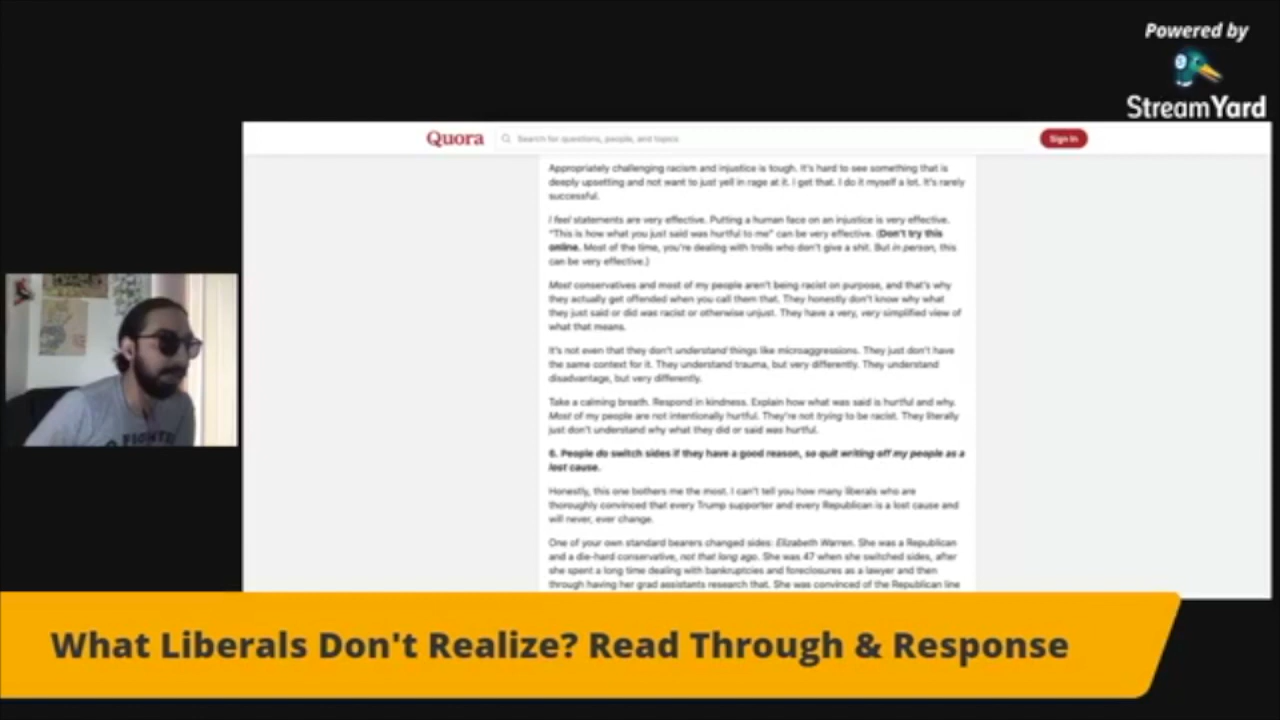 Powered by
StreamYard
Quora
Search for questions, people, and topics
Sign In
Appropriately challenging racism and injustice is tough. It's hard to see something that is
deeply upsetting and not want to just yell in rage at it. I get that. I do it myself a lot. It's rarely
successful.
I feel statements are very effective. Putting a human face on an injustice is very effective.
"This is how what you just said was hurtful to me" can be very effective. (Don't try this
online. Most of the time, you're dealing with trolls who don't give a shit. But in person, this
can be very effective.)
Most conservatives and most of my people aren't being racist on purpose, and that's why
they actually get offended when you call them that. They honestly don't know why what
they just said or did was racist or otherwise unjust. They have a very, very simplified view of
what that means.
It's not even that they don't understand things like microaggressions. They just don't have
the same context for it. They understand trauma, but very differently. They understand
disadvantage, but very differently.
Take a calming breath. Respond in kindness. Explain how what was said is hurtful and why.
Most of my people are not intentionally hurtful. They're not trying to be racist. They literally
just don't understand why what they did or said was hurtful.
6. People do switch sides if they have a good reason, so quit writing off my people as a
lost cause.
Honestly, this one bothers me the most. I can't tell you how many liberals who are
thoroughly convinced that every Trump supporter and every Republican is a lost cause and
will never, ever change.
One of your own standard bearers changed sides: Elizabeth Warren. She was a Republican
and a die-hard conservative, not that long ago. She was 47 when she switched sides, after
she spent a long time dealing with bankruptcies and foreclosures as a lawyer and then
through having her grad assistants research that. She was convinced of the Republican line
What Liberals Don't Realize? Read Through & Response